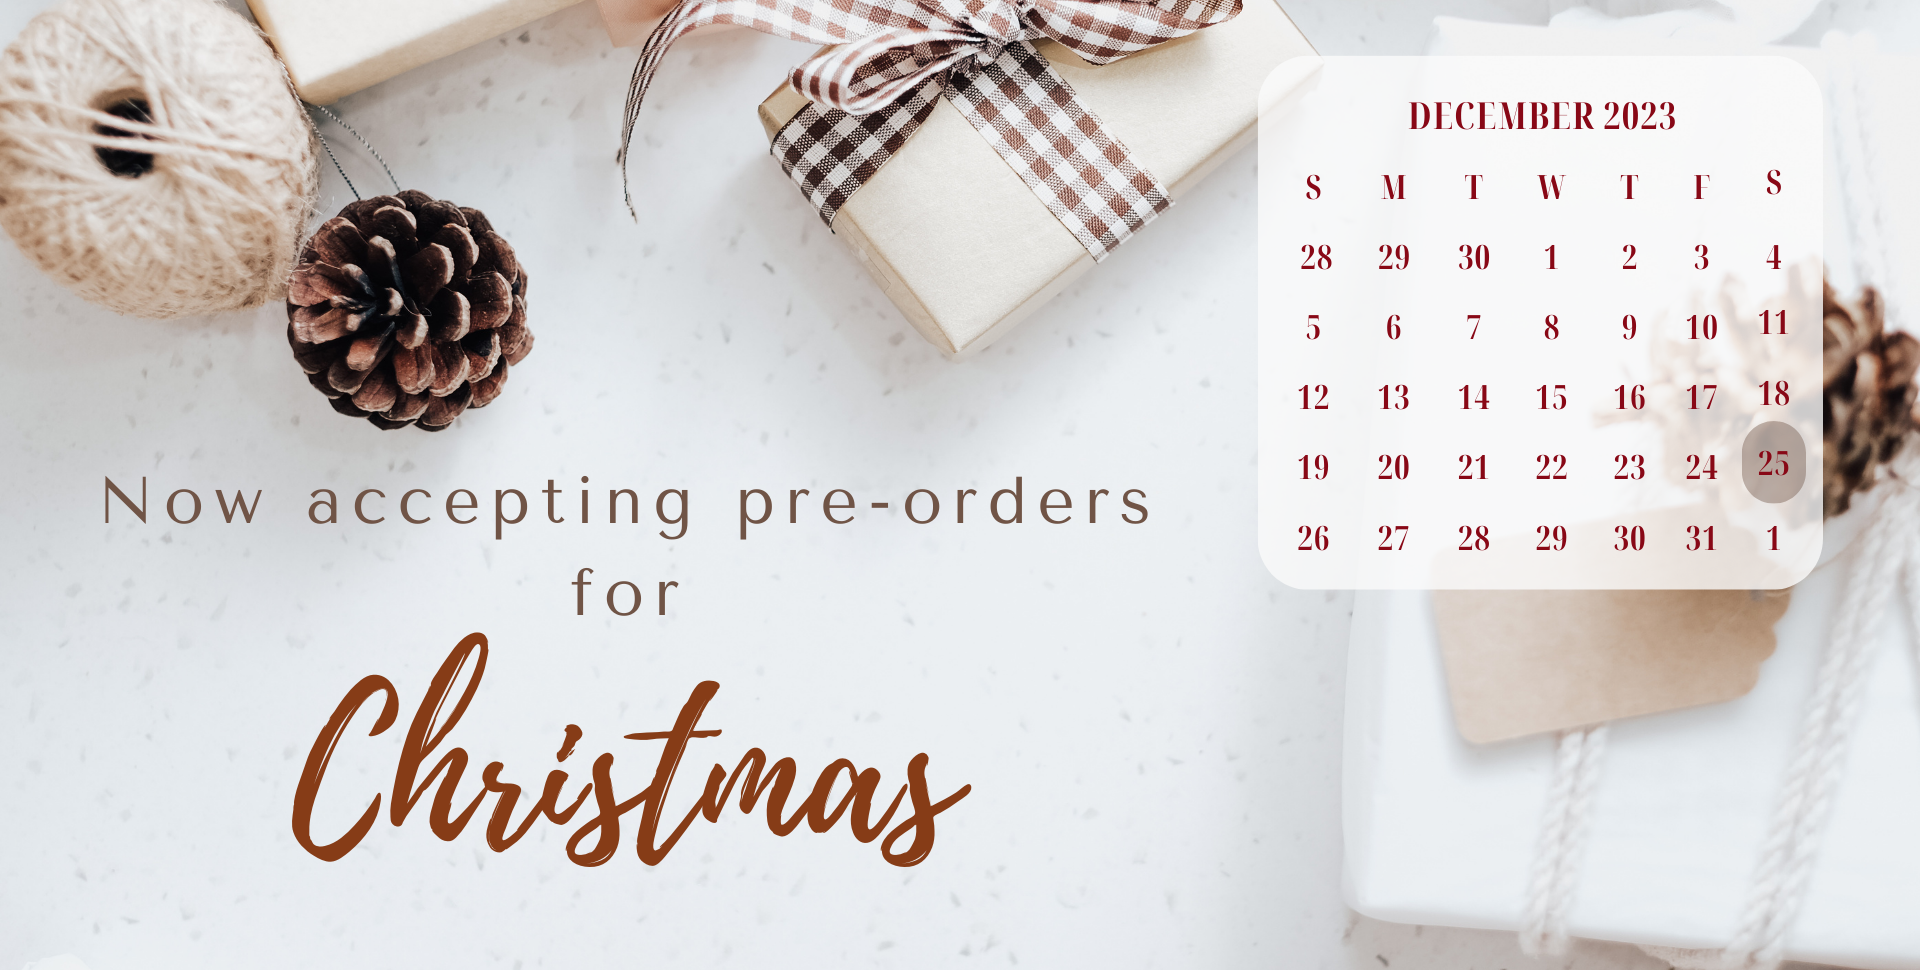 DECEMBER 2023
S M T W T F S
28 29 30 1 2 3 4
5 6 7 8 9 10 11
12 13 14 15 16 17 18
19 20 21 22 23 24 25
26 27 28 29 30 31 1
Now accepting pre-orders
for
Christmas